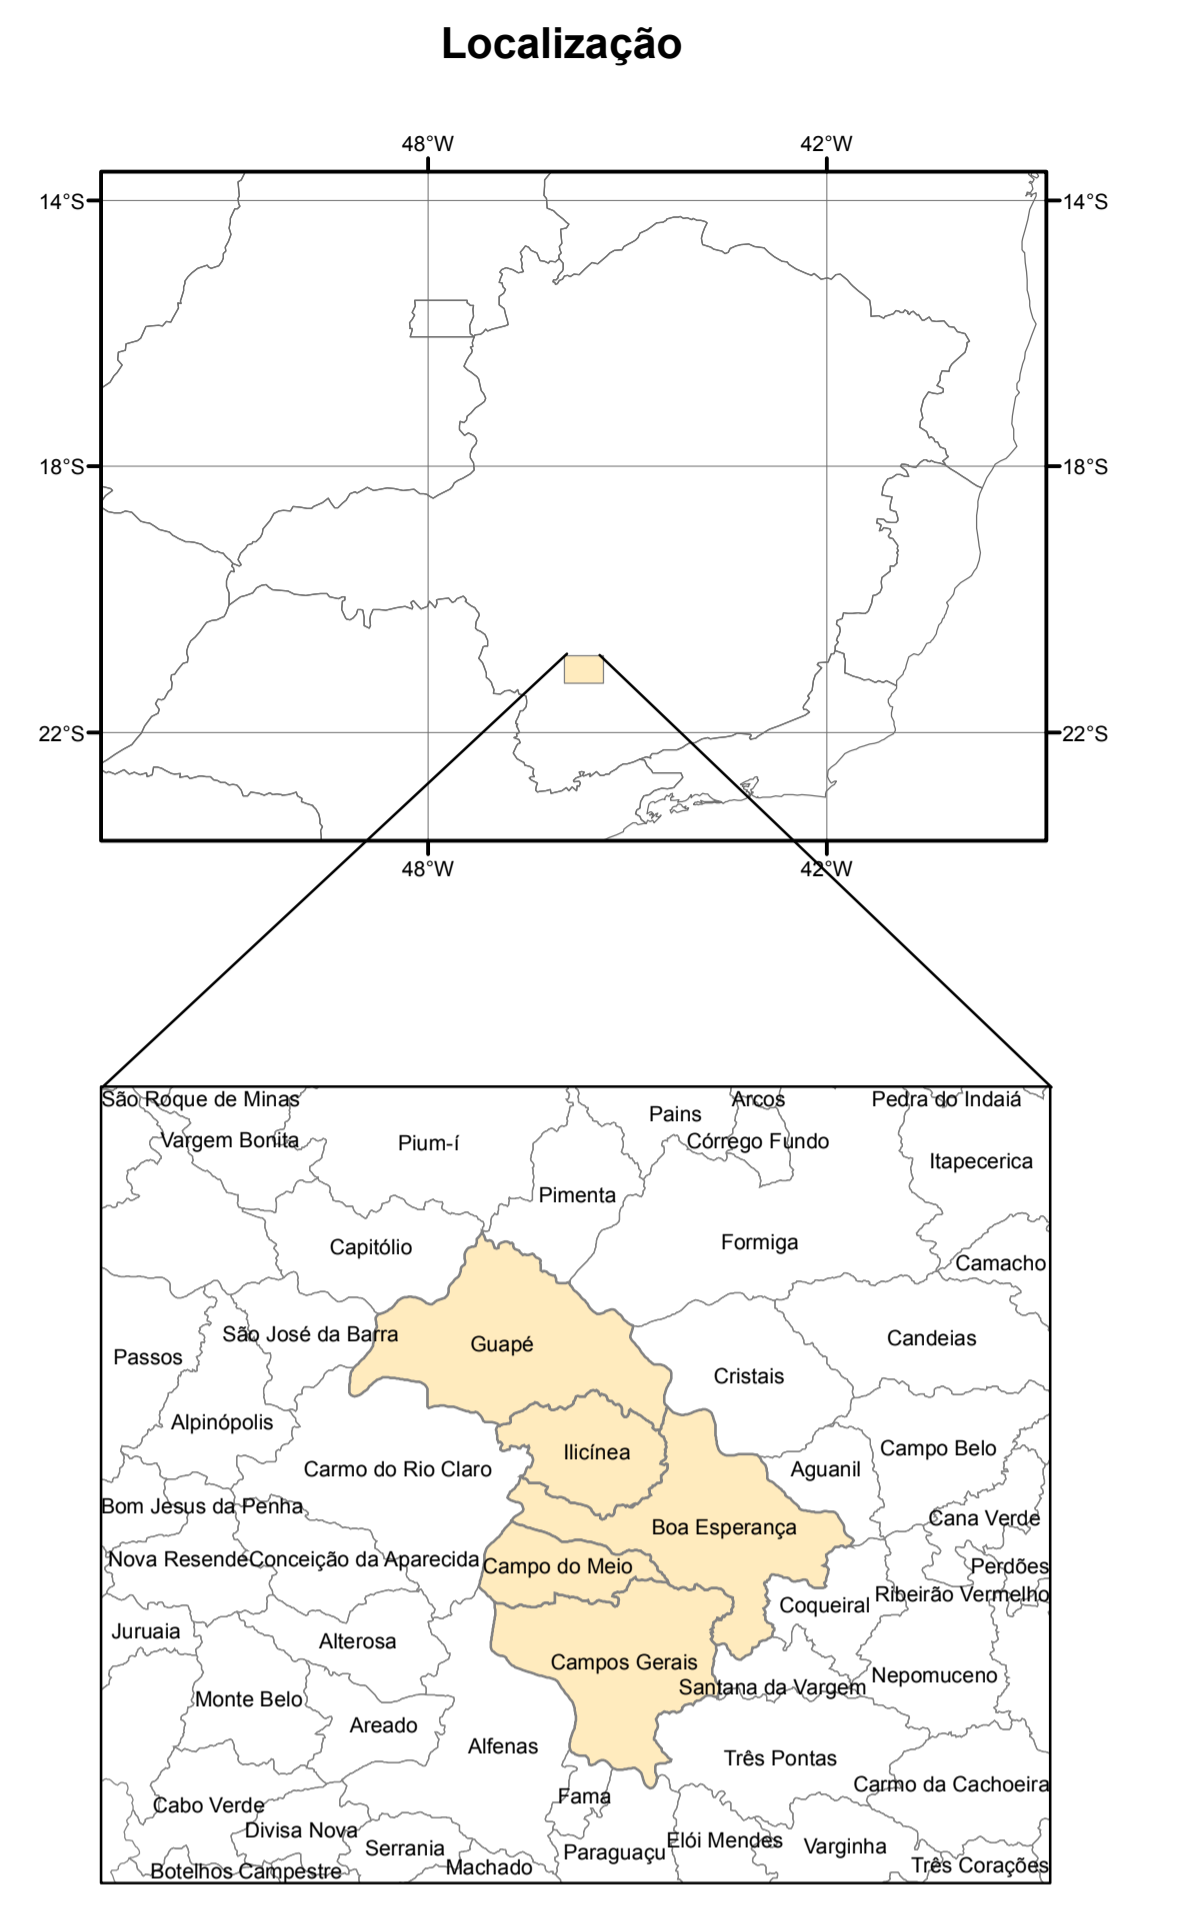 Localização
48°W 42°W
14°S 14°S
18°S 18°S
22°S 22°S
48°W 42°W
São Roque de Minas Arcos Pedra do Indaiá
Pains
Vargem Bonita Pium-í Córrego Fundo
Itapecerica
Pimenta
Capitólio Formiga
Camacho
São José da Barra Guapé Candeias
Passos
Cristais
Alpinópolis
Ilicínea Campo Belo
Carmo do Rio Claro Aguanil
Bom Jesus da Penha
Boa Esperança Cana Verde
Nova Resende Conceição da Aparecida Campo do Meio Perdões
Coqueiral Ribeirão Vermelho
Juruaia Alterosa
Campos Gerais Nepomuceno
Santana da Vargem
Monte Belo
Areado
Alfenas Três Pontas
Carmo da Cachoeira
Cabo Verde Fama
Divisa Nova
Serrania Paraguaçu Elói Mendes Varginha
Botelhos Campestre Machado Três Corações